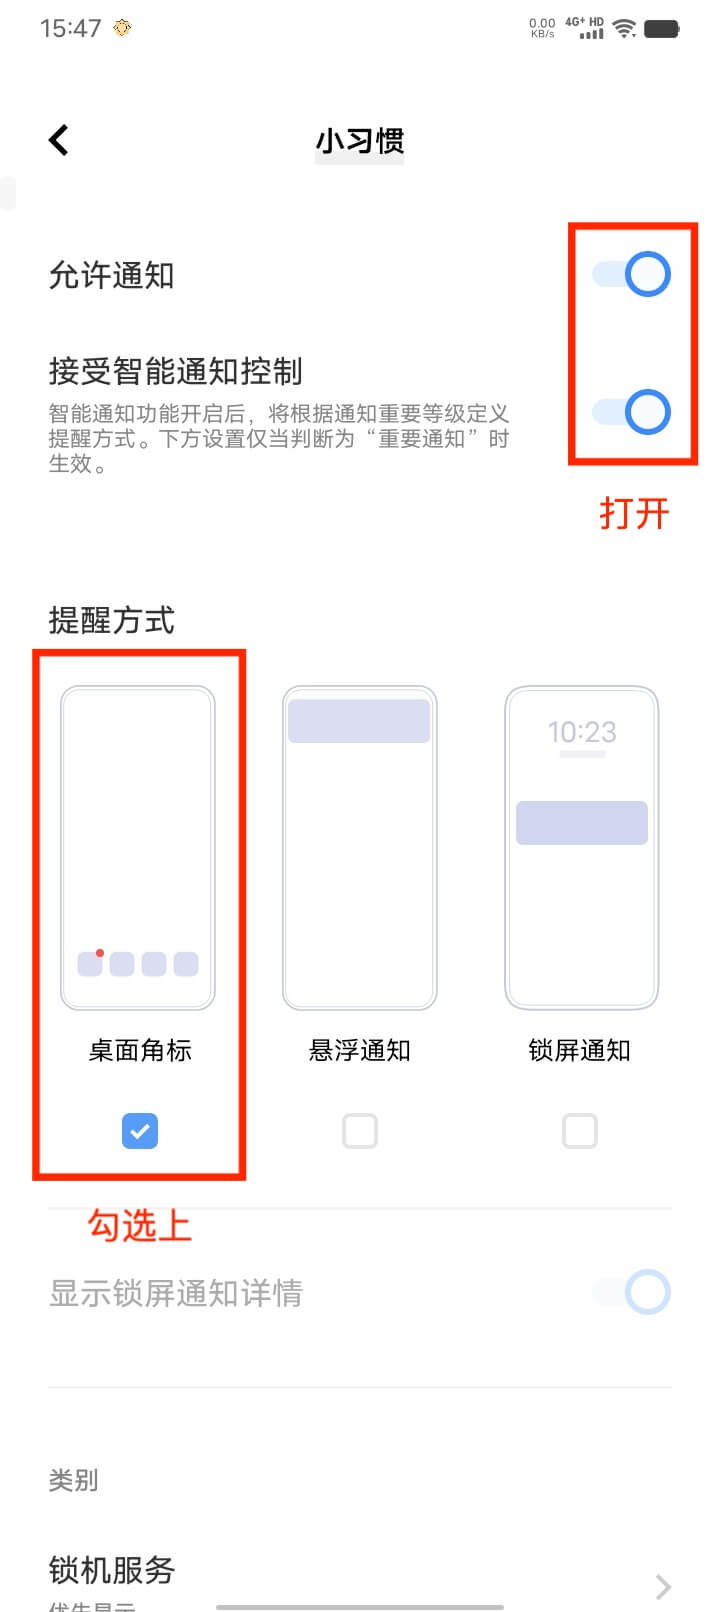 15:47
0.00
KB/s
4G+ HD
小习惯
允许通知
接受智能通知控制
智能通知功能开启后，将根据通知重要等级定义
提醒方式。下方设置仅当判断为“重要通知”时
生效。
打开
提醒方式
10:23
桌面角标
悬浮通知
锁屏通知
勾选上
显示锁屏通知详情
类别
锁机服务
优先显示